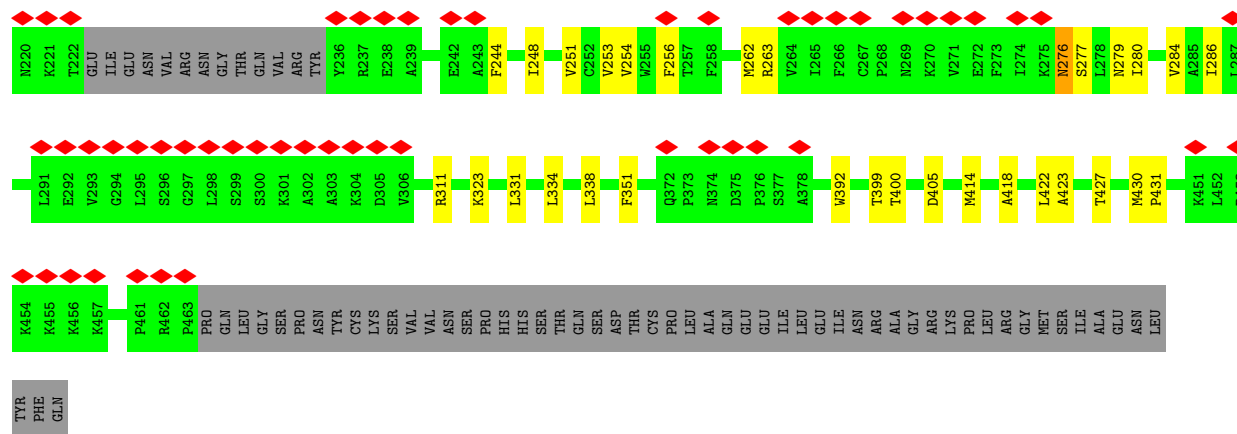 N220 K221 T222 GLU ILE GLU ASN VAL ARG ASN GLY THR GLN VAL ARG TYR Y236 R237 E238 A239 E242 A243 F244 I248 V251 C252 V253 V254 W255 F256 T257 F258 M262 R263 V264 I265 F266 C267 P268 N269 K270 V271 E272 F273 I274 K275 N276 S277 L278 N279 I280 V284 A285 I286 L287
L291 E292 V293 G294 L295 S296 G297 L298 S299 S300 K301 A302 A303 K304 D305 V306 R311 K323 L331 L334 L338 F351 Q372 P373 N374 D375 P376 S377 A378 W392 T399 T400 D405 M414 A418 L422 A423 T427 M430 P431 K451 L452
K454 K455 K456 K457 P461 R462 P463 PRO GLN LEU GLY SER PRO ASN TYR CYS LYS SER VAL VAL ASN SER PRO HIS HIS SER THR GLN SER ASP THR CYS PRO LEU ALA GLN GLU GLU ILE LEU GLU ILE ASN ARG ALA GLY ARG LYS PRO LEU ARG GLY MET SER ILE ALA GLU ASN LEU
TYR PHE GLN